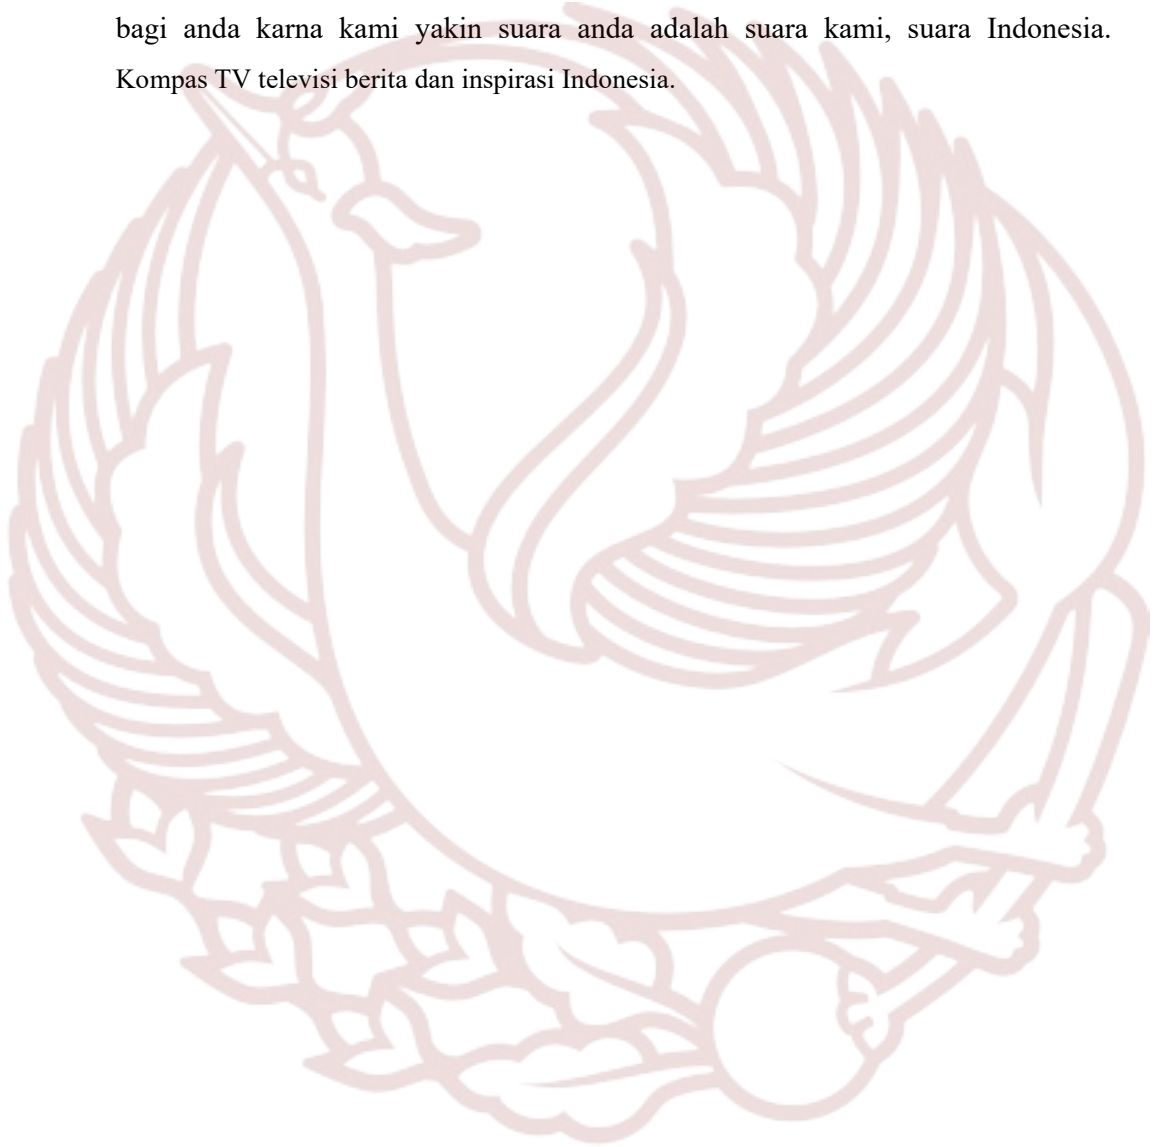 bagi anda karna kami yakin suara anda adalah suara kami, suara Indonesia.
Kompas TV televisi berita dan inspirasi Indonesia.